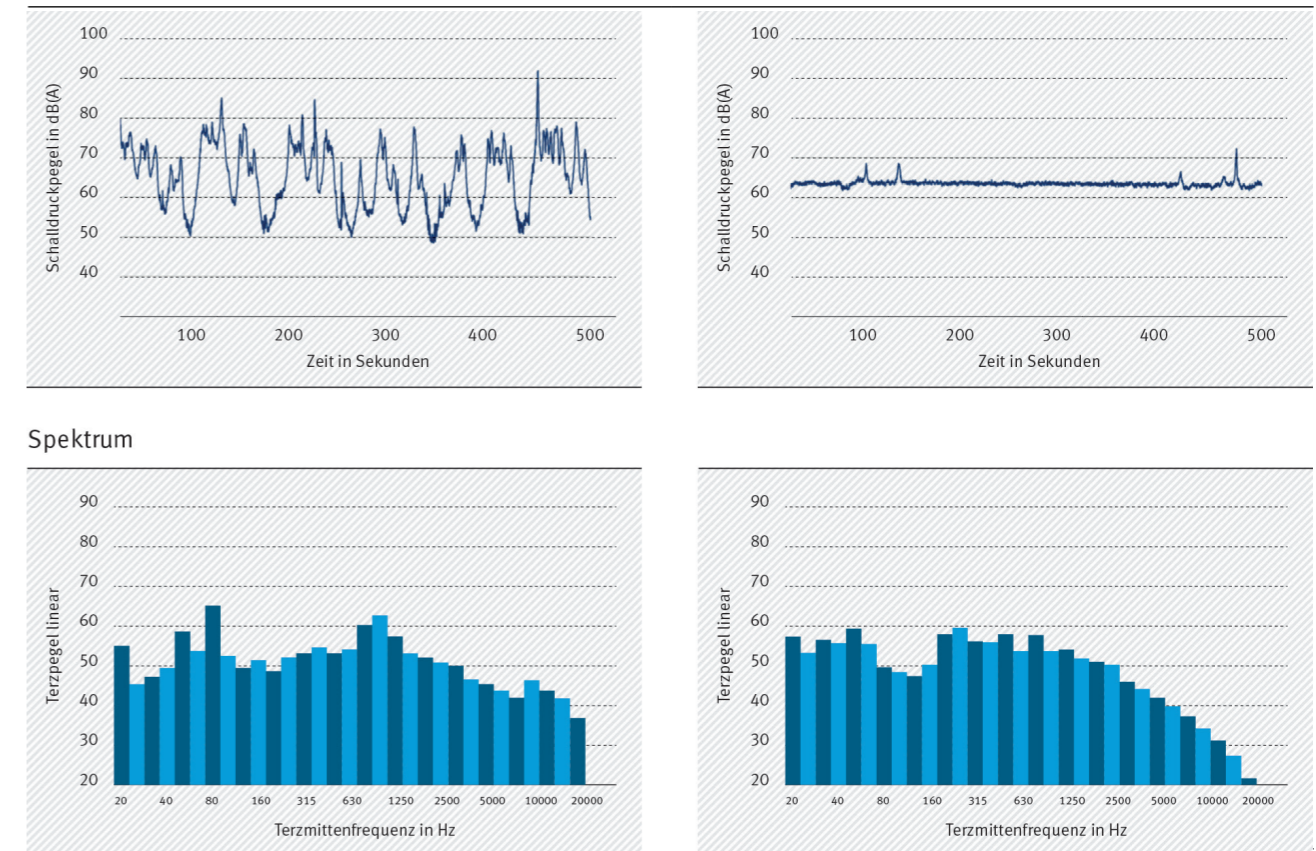 100
90
80
70
60
50
40
Schalldruckpegel in dB(A)
100 200 300 400 500
Zeit in Sekunden
100
90
80
70
60
50
40
Schalldruckpegel in dB(A)
100 200 300 400 500
Zeit in Sekunden
Spektrum
90
80
70
60
50
40
30
20
Terzpegel linear
20 40 80 160 315 630 1250 2500 5000 10000 20000
Terzmittenfrequenz in Hz
90
80
70
60
50
40
30
20
Terzpegel linear
20 40 80 160 315 630 1250 2500 5000 10000 20000
Terzmittenfrequenz in Hz